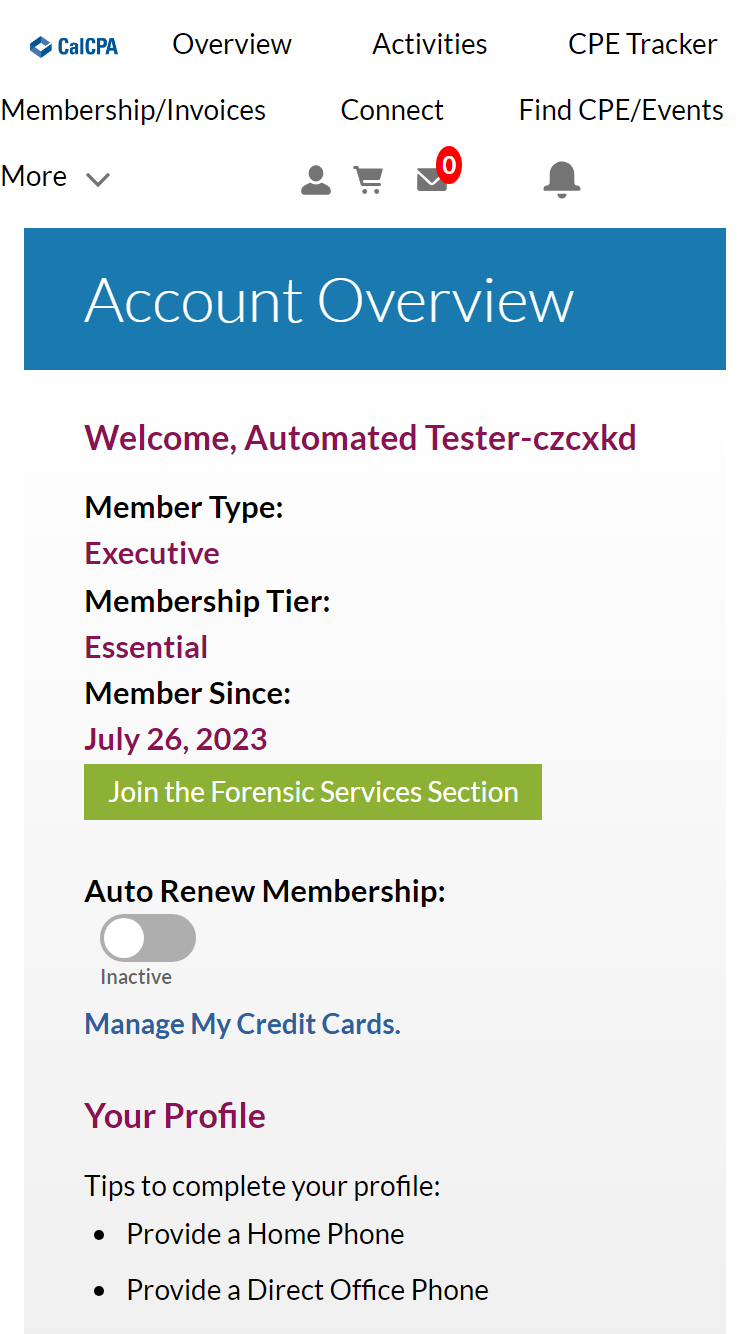 CalCPA Overview Activities CPE Tracker
Membership/Invoices Connect Find CPE/Events
More 0
Account Overview
Welcome, Automated Tester-czcxkd
Member Type:
Executive
Membership Tier:
Essential
Member Since:
July 26, 2023
Join the Forensic Services Section
Auto Renew Membership:
Inactive
Manage My Credit Cards.
Your Profile
Tips to complete your profile:
Provide a Home Phone
Provide a Direct Office Phone